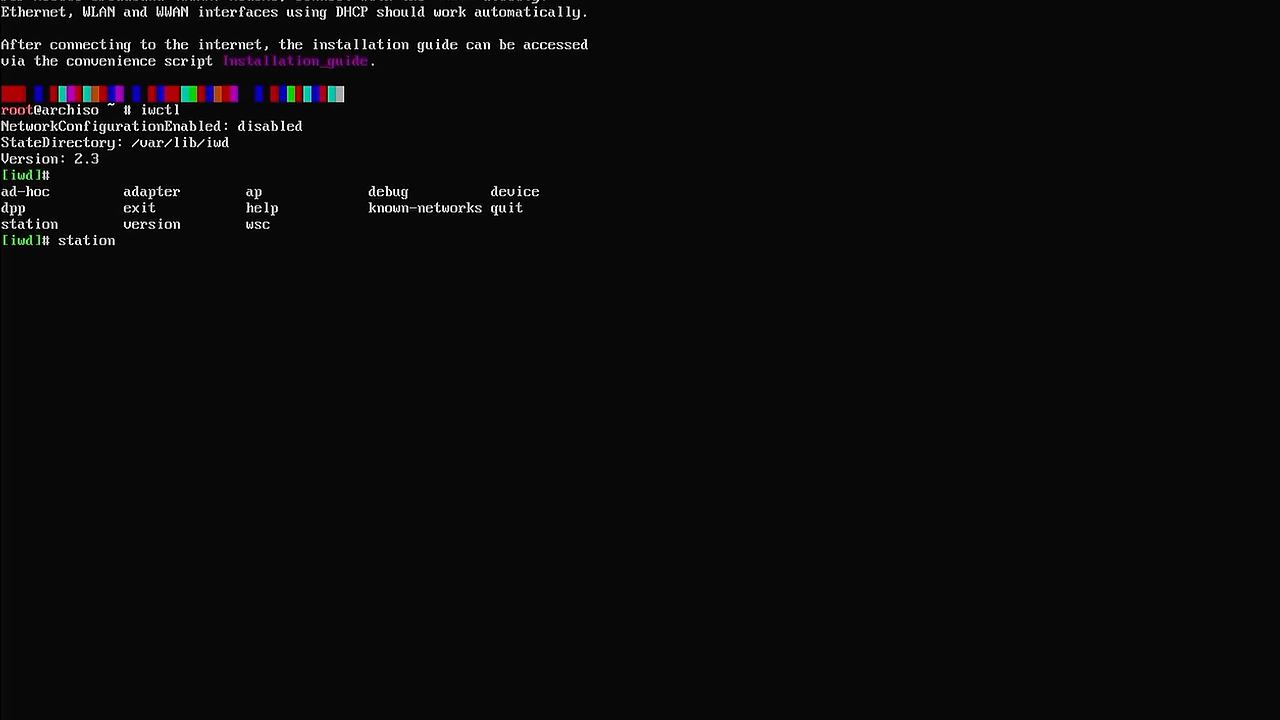 Ethernet, WLAN and WWAN interfaces using DHCP should work automatically.
After connecting to the internet, the installation guide can be accessed
via the convenience script Installation_guide.
root@archiso ~ # iwctl
NetworkConfigurationEnabled: disabled
StateDirectory: /var/lib/iwd
Version: 2.3
[iwd]#
ad-hoc adapter ap debug device
dpp exit help known-networks quit
station version wsc
[iwd]# station